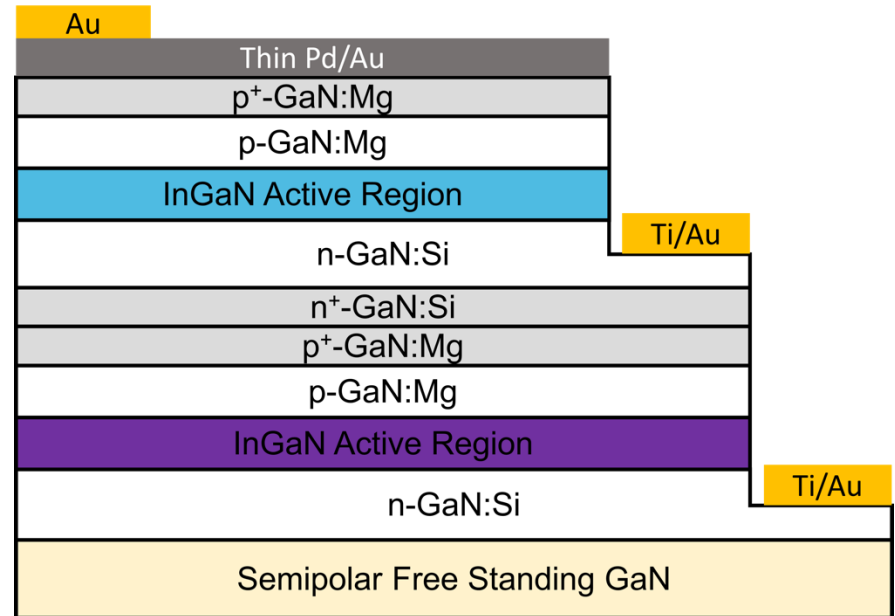 Au
Thin Pd/Au
p⁺-GaN:Mg
p-GaN:Mg
InGaN Active Region
Ti/Au
n-GaN:Si
n⁺-GaN:Si
p⁺-GaN:Mg
p-GaN:Mg
InGaN Active Region
Ti/Au
n-GaN:Si
Semipolar Free Standing GaN